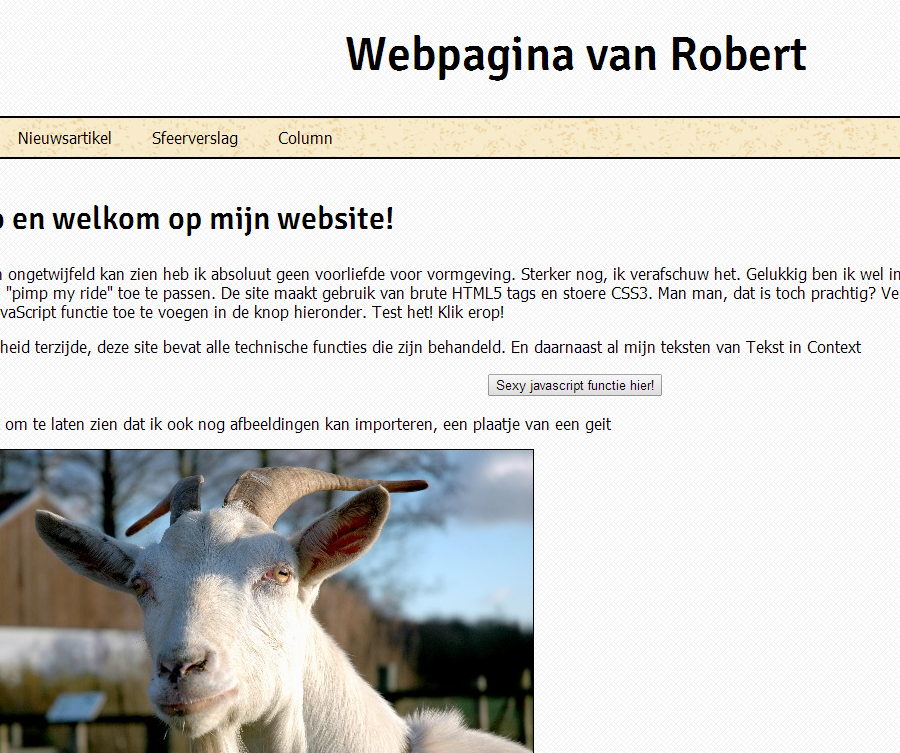 Webpagina van Robert
Nieuwsartikel Sfeerverslag Column
en welkom op mijn website!
ongetwijfeld kan zien heb ik absoluut geen voorliefde voor vormgeving. Sterker nog, ik verafschuw het. Gelukkig ben ik wel in
"pimp my ride" toe te passen. De site maakt gebruik van brute HTML5 tags en stoere CSS3. Man man, dat is toch prachtig? Ve
vaScript functie toe te voegen in de knop hieronder. Test het! Klik erop!
heid terzijde, deze site bevat alle technische functies die zijn behandeld. En daarnaast al mijn teksten van Tekst in Context
Sexy javascript functie hier!
om te laten zien dat ik ook nog afbeeldingen kan importeren, een plaatje van een geit